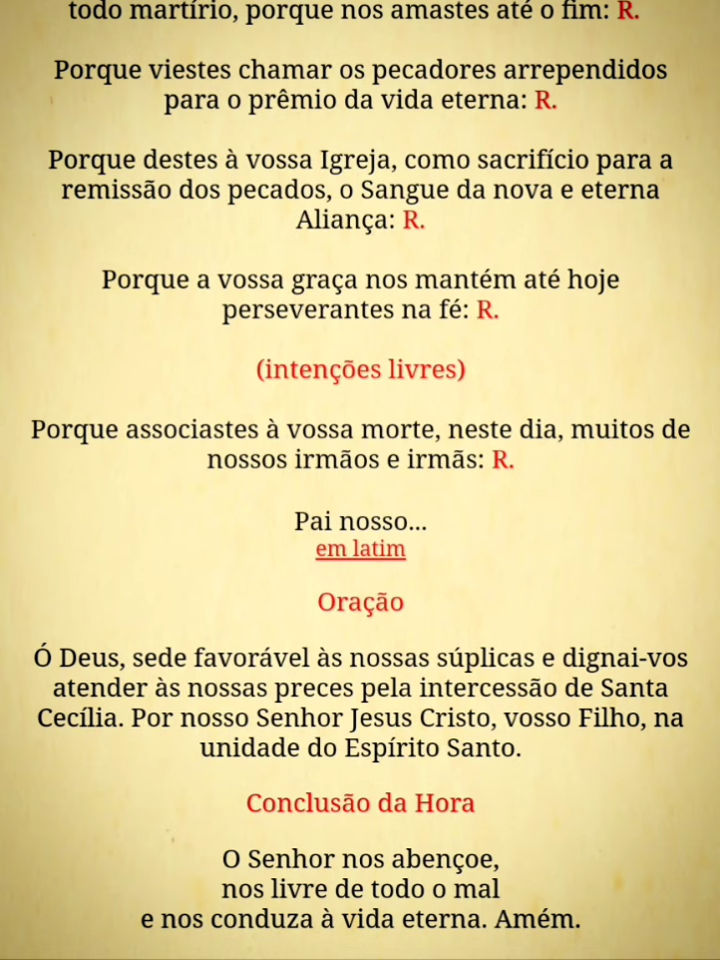 todo martírio, porque nos amastes até o fim: R.
Porque viestes chamar os pecadores arrependidos
para o prêmio da vida eterna: R.
Porque destes à vossa Igreja, como sacrifício para a
remissão dos pecados, o Sangue da nova e eterna
Aliança: R.
Porque a vossa graça nos mantém até hoje
perseverantes na fé: R.
(intenções livres)
Porque associastes à vossa morte, neste dia, muitos de
nossos irmãos e irmãs: R.
Pai nosso...
em latim
Oração
Ó Deus, sede favorável às nossas súplicas e dignai-vos
atender às nossas preces pela intercessão de Santa
Cecília. Por nosso Senhor Jesus Cristo, vosso Filho, na
unidade do Espírito Santo.
Conclusão da Hora
O Senhor nos abençoe,
nos livre de todo o mal
e nos conduza à vida eterna. Amém.